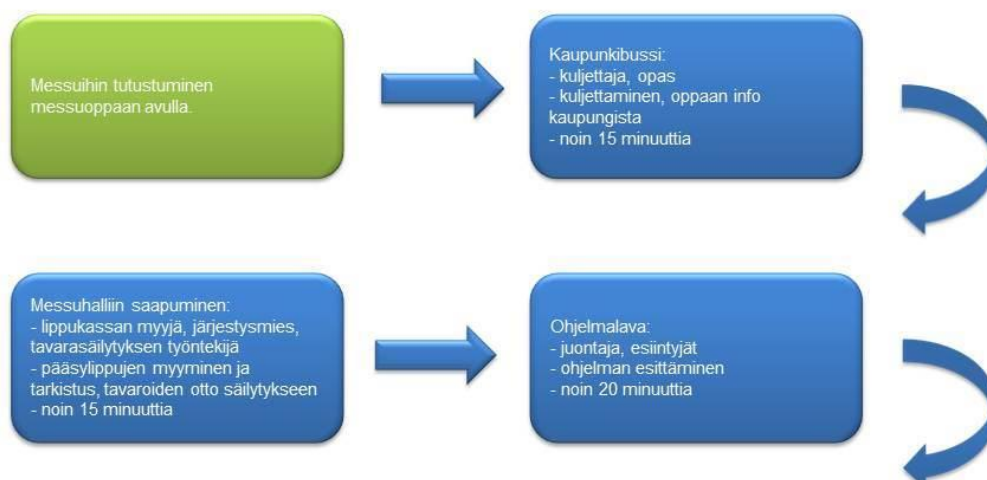 Messuihin tutustuminen
messuoppaan avulla.
Kaupunkibussi:
- kuljettaja, opas
- kuljettaminen, oppaan info
kaupungista
- noin 15 minuuttia
Messuhalliin saapuminen:
- lippukassan myyjä, järjestysmies,
tavarasäilytyksen työntekijä
- pääsylippujen myyminen ja
tarkistus, tavaroiden otto säilytykseen
- noin 15 minuuttia
Ohjelmalava:
- juontaja, esiintyjät
- ohjelman esittäminen
- noin 20 minuuttia